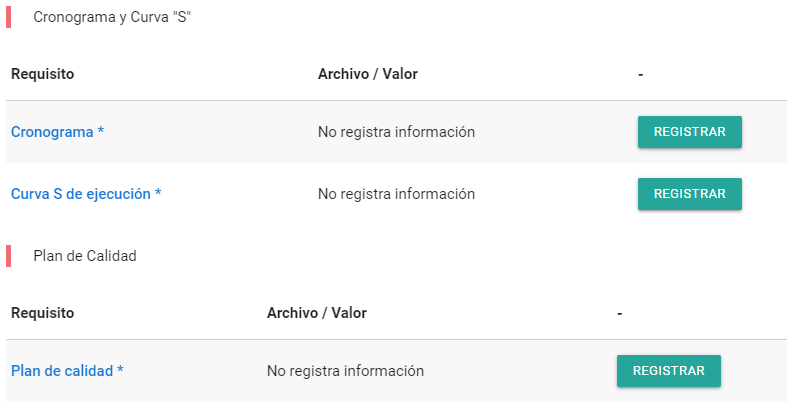 Cronograma y Curva "S"
Requisito Archivo / Valor -
Cronograma * No registra información REGISTRAR
Curva S de ejecución * No registra información REGISTRAR
Plan de Calidad
Requisito Archivo / Valor -
Plan de calidad * No registra información REGISTRAR